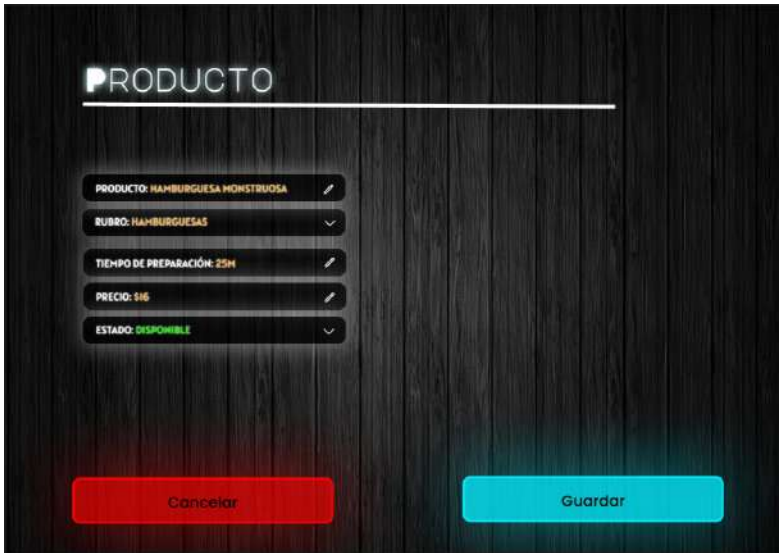 PRODUCTO
PRODUCTO: HAMBURGUESA MONSTRUOSA
RUBRO: HAMBURGUESAS
TIEMPO DE PREPARACIÓN: 25M
PRECIO: $16
ESTADO: DISPONIBLE
Cancelar
Guardar